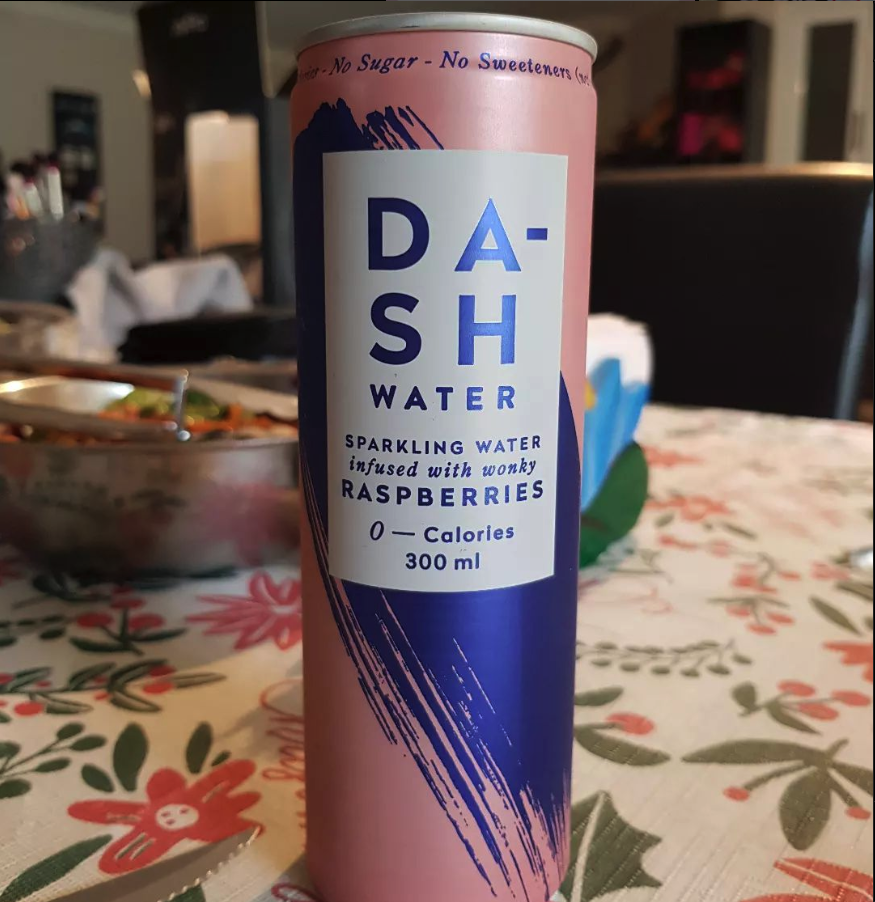 - No Sugar - No Sweeteners
DA-
SH
WATER
SPARKLING WATER
infused with wonky
RASPBERRIES
0 — Calories
300 ml